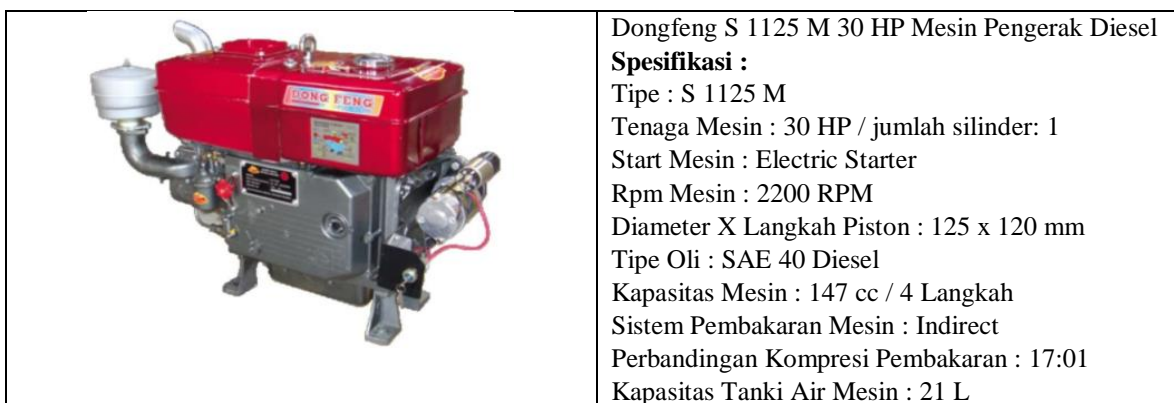 DONG FENG
Dongfeng S 1125 M 30 HP Mesin Pengerak Diesel
Spesifikasi :
Tipe : S 1125 M
Tenaga Mesin : 30 HP / jumlah silinder: 1
Start Mesin : Electric Starter
Rpm Mesin : 2200 RPM
Diameter X Langkah Piston : 125 x 120 mm
Tipe Oli : SAE 40 Diesel
Kapasitas Mesin : 147 cc / 4 Langkah
Sistem Pembakaran Mesin : Indirect
Perbandingan Kompresi Pembakaran : 17:01
Kapasitas Tanki Air Mesin : 21 L